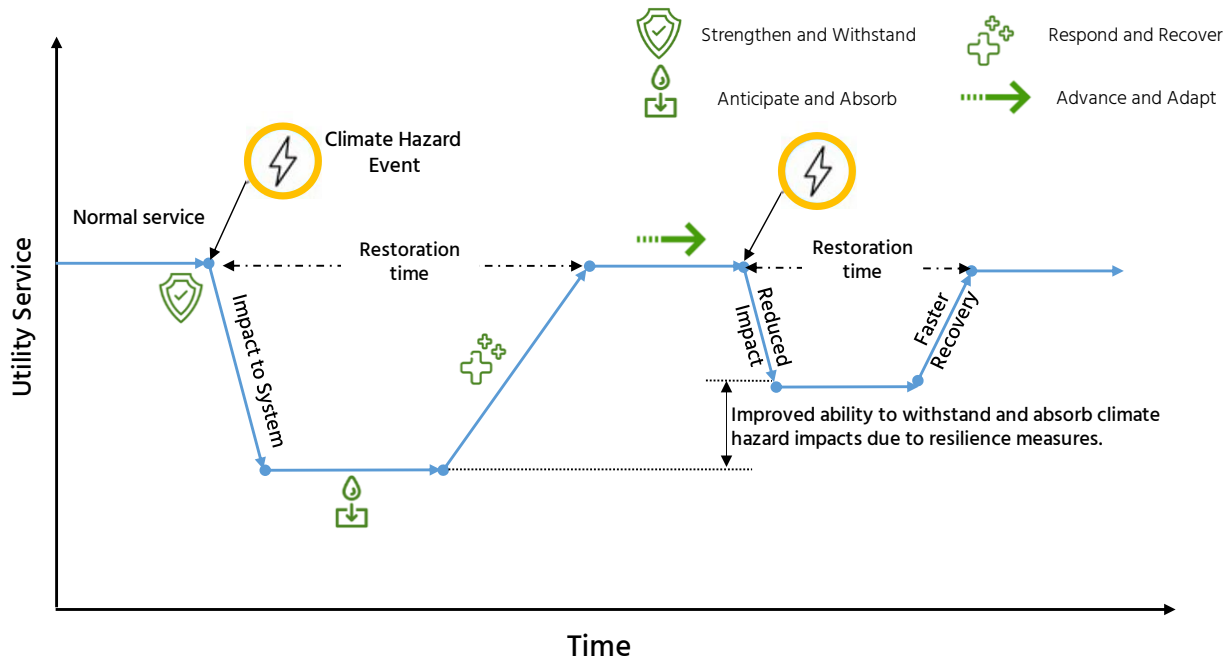 Strengthen and Withstand
Respond and Recover
Anticipate and Absorb
Advance and Adapt
Climate Hazard
Event
Normal service
Restoration
time
Restoration
time
Utility Service
Impact to System
Reduced
Impact
Faster
Recovery
Improved ability to withstand and absorb climate
hazard impacts due to resilience measures.
Time